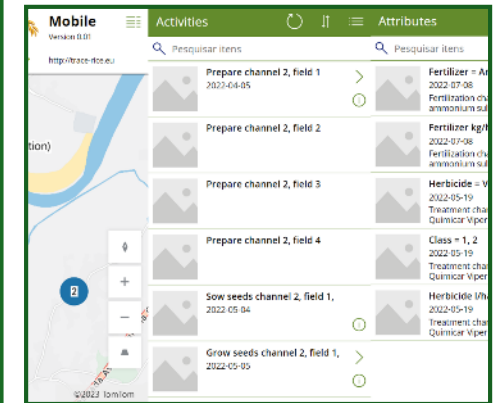 Mobile
Version 0.01
http://trace-rice.eu
tion)
2
+
−
©2023 TomTom
Activities
Pesquisar itens
Prepare channel 2, field 1
2022-04-05
Prepare channel 2, field 2
Prepare channel 2, field 3
Prepare channel 2, field 4
Sow seeds channel 2, field 1,
2022-05-04
Grow seeds channel 2, field 1,
2022-05-05
Attributes
Pesquisar itens
Fertilizer = Am
2022-07-08
Fertilization cha
ammonium sul
Fertilizer kg/h
2022-07-08
Fertilization cha
ammonium sul
Herbicide = V
2022-05-19
Treatment chan
Quimicar Viper
Class = 1, 2
2022-05-19
Treatment chan
Quimicar Viper
Herbicide l/ha
2022-05-19
Treatment chan
Quimicar Viper